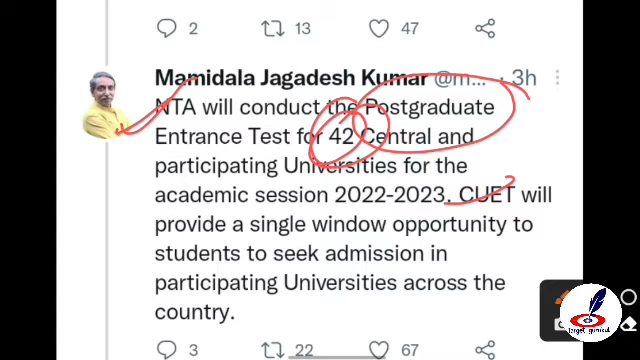 2 13 47
Mamidala Jagadesh Kumar @m... · 3h
NTA will conduct the Postgraduate
Entrance Test for 42 Central and
participating Universities for the
academic session 2022-2023. CUET will
provide a single window opportunity to
students to seek admission in
participating Universities across the
country.
3 22 67
target gurukul